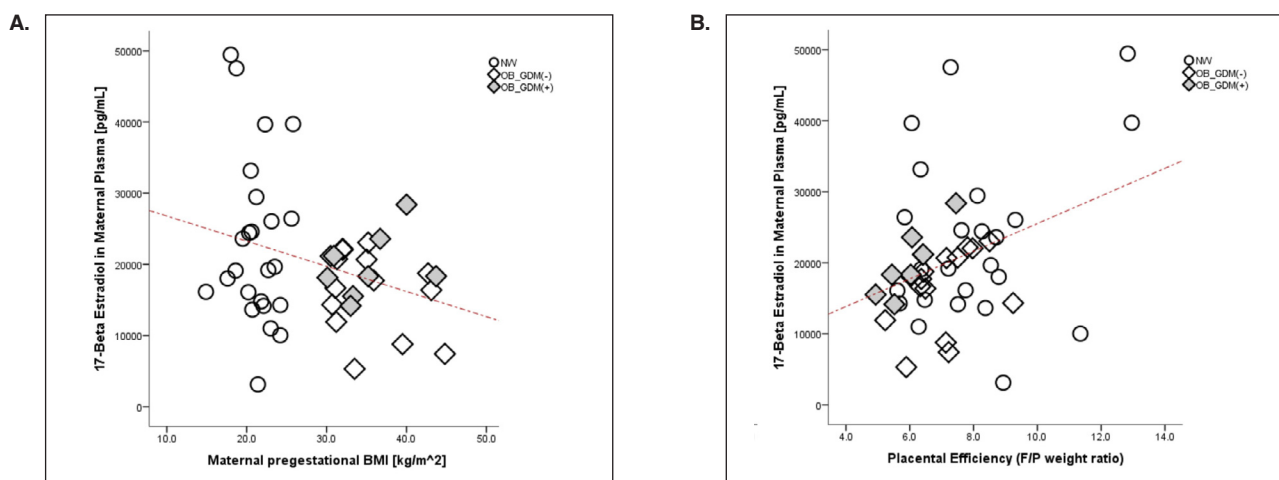 A.
17-Beta Estradiol in Maternal Plasma [pg/mL]
50000
40000
30000
20000
10000
0
NW
OB_GDM(-)
OB_GDM(+)
10.0 20.0 30.0 40.0 50.0
Maternal pregestational BMI [kg/m^2]
B.
17-Beta Estradiol in Maternal Plasma [pg/mL]
50000
40000
30000
20000
10000
0
NW
OB_GDM(-)
OB_GDM(+)
4.0 6.0 8.0 10.0 12.0 14.0
Placental Efficiency (F/P weight ratio)